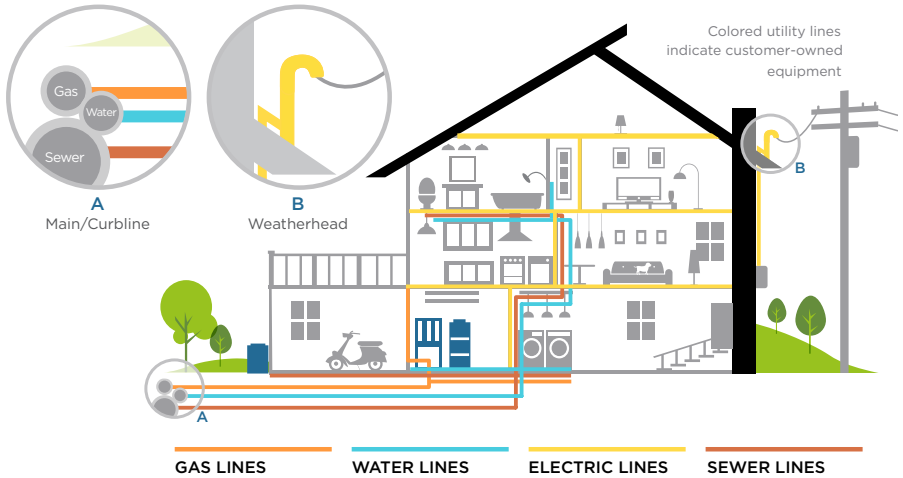 Colored utility lines
indicate customer-owned
equipment
Gas
Water
Sewer
A
Main/Curbline
B
Weatherhead
B
A
GAS LINES
WATER LINES
ELECTRIC LINES
SEWER LINES